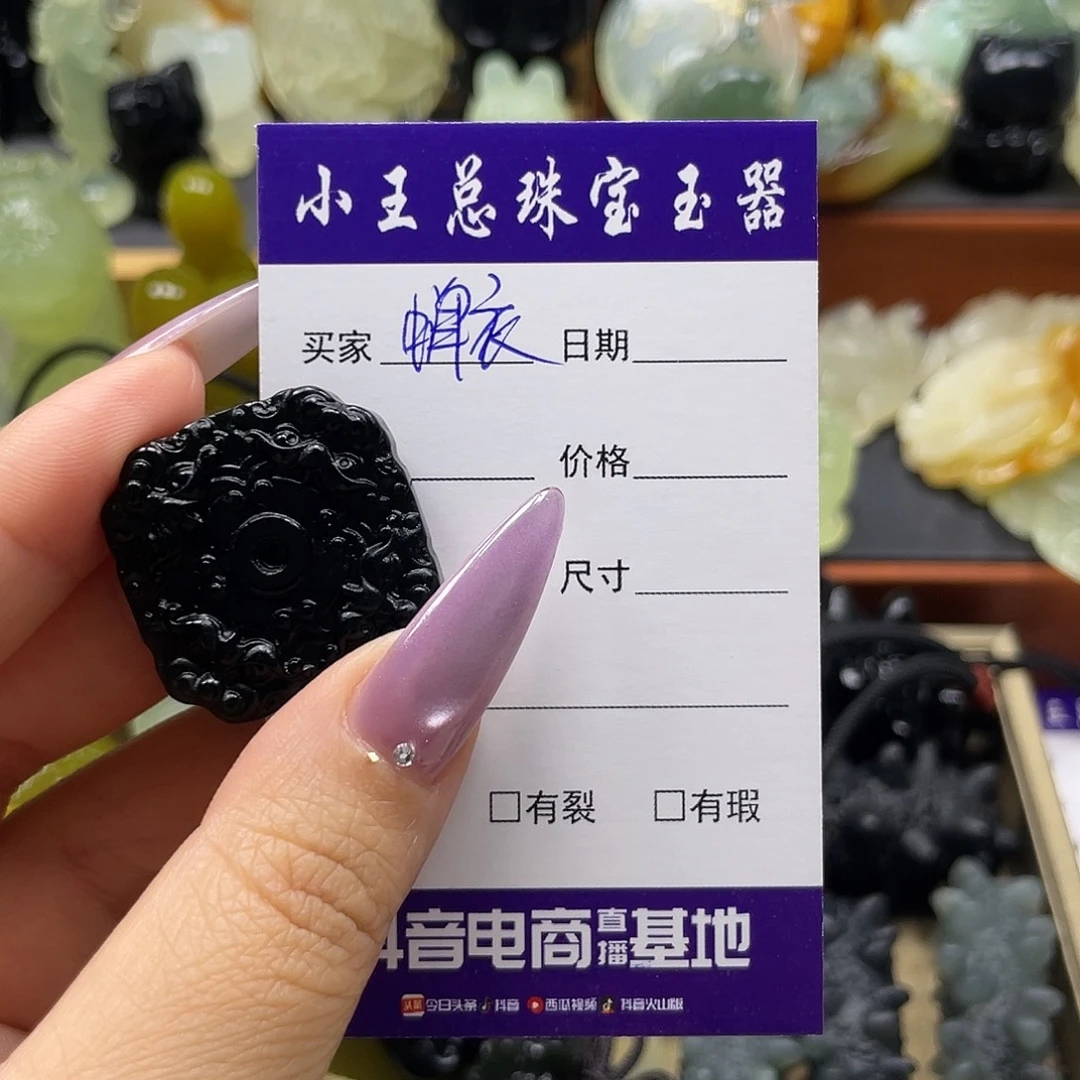 小王总珠宝玉器
买家 日期
价格
尺寸
□有裂 □有瑕
抖音电商直播基地
今日头条 抖音 西瓜视频 抖音火山版